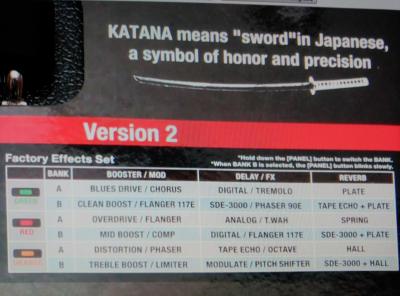 KATANA means "sword"in Japanese,
a symbol of honor and precision
Version 2
Factory Effects Set
*Hold down the [PANEL] button to switch the BANK.
*When BANK B is selected, the [PANEL] button blinks slowly.
BANK BOOSTER / MOD DELAY / FX REVERB
GREEN
A BLUES DRIVE / CHORUS DIGITAL / TREMOLO PLATE
B CLEAN BOOST / FLANGER 117E SDE-3000 / PHASER 90E TAPE ECHO + PLATE
RED
A OVERDRIVE / FLANGER ANALOG / T.WAH SPRING
B MID BOOST / COMP DIGITAL / FLANGER 117E SDE-3000 + PLATE
ORANGE
A DISTORTION / PHASER TAPE ECHO / OCTAVE HALL
B TREBLE BOOST / LIMITER MODULATE / PITCH SHIFTER SDE-3000 + HALL